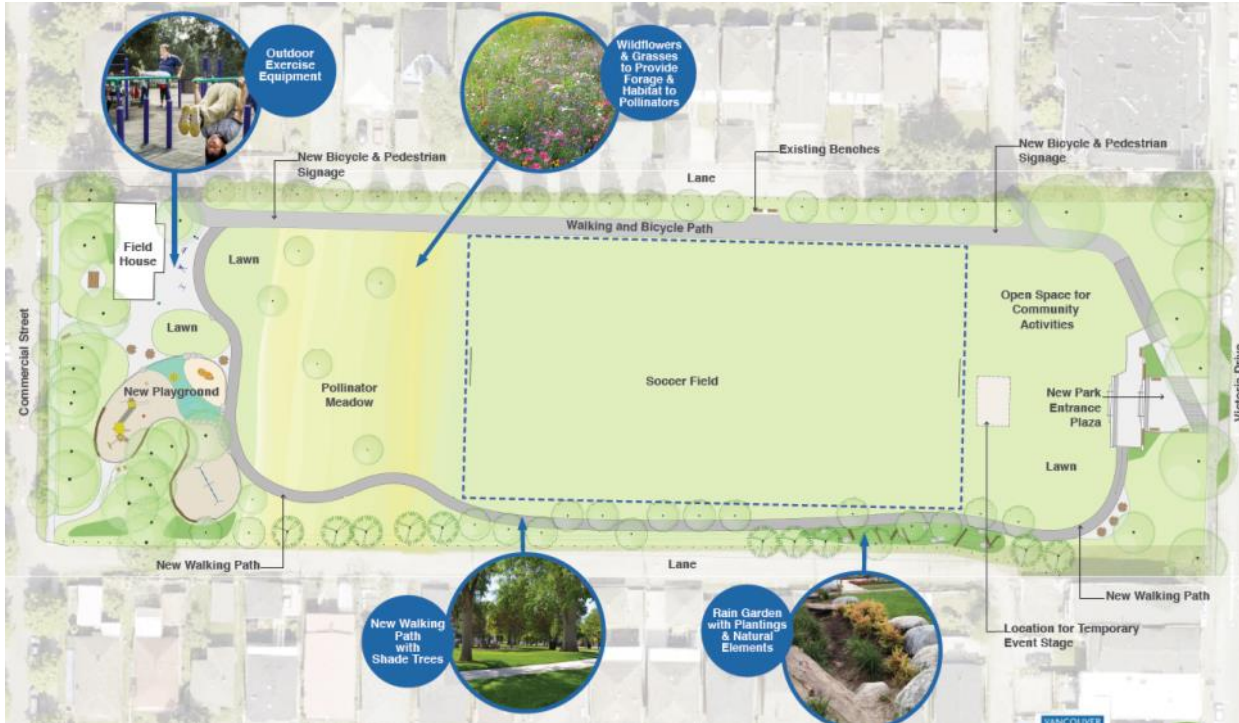 Outdoor
Exercise
Equipment
Wildflowers
& Grasses
to Provide
Forage &
Habitat to
Pollinators
New Bicycle & Pedestrian
Signage
Existing Benches
New Bicycle & Pedestrian
Signage
Lane
Walking and Bicycle Path
Field
House
Lawn
Lawn
Open Space for
Community
Activities
Commercial Street
New Playground
Pollinator
Meadow
Soccer Field
New Park
Entrance
Plaza
Victoria Drive
Lawn
New Walking Path
Lane
New Walking Path
New Walking
Path
with
Shade Trees
Rain Garden
with Plantings
& Natural
Elements
Location for Temporary
Event Stage
VANCOUVER